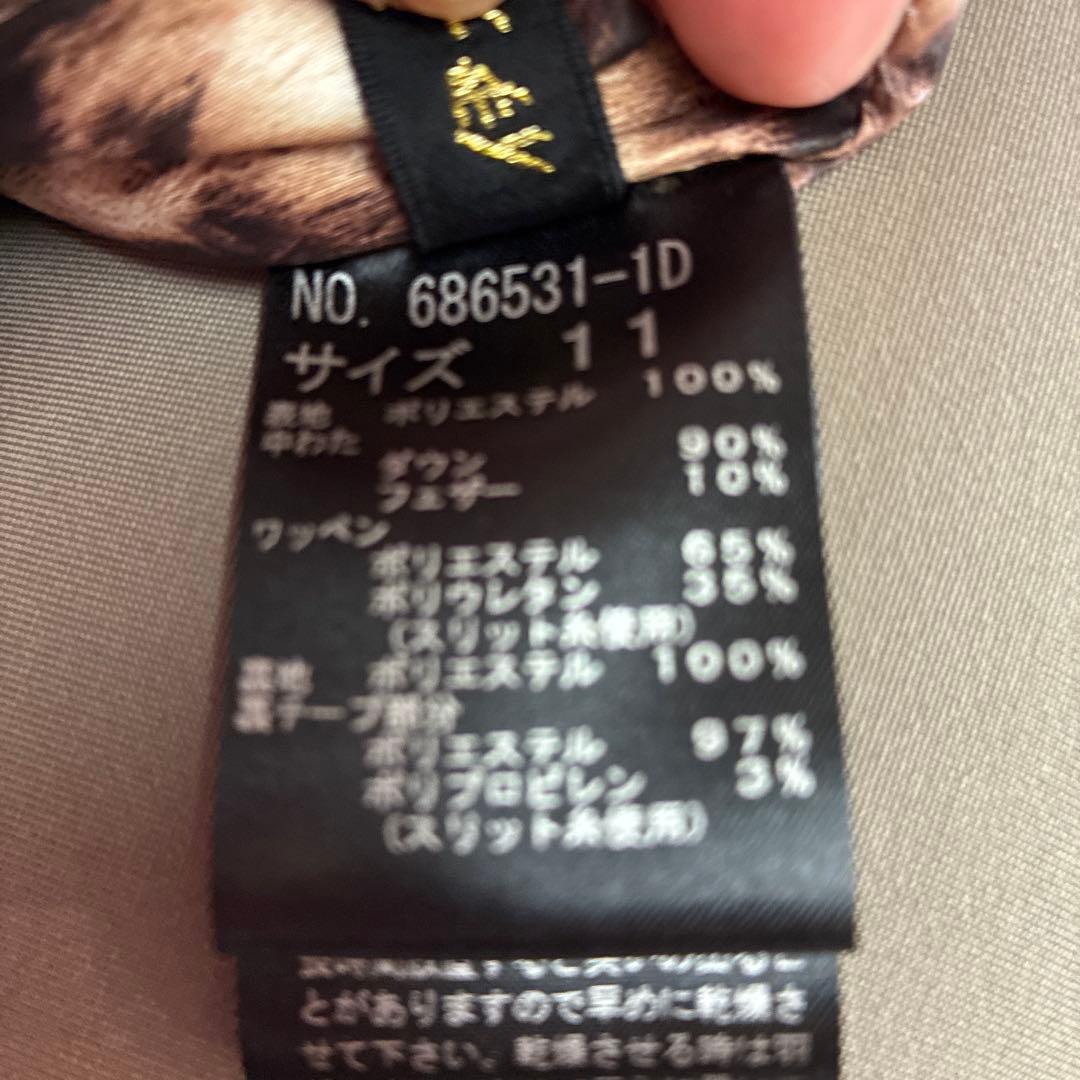 NO. 686531-1D
サイズ 11
表地 ポリエステル 100%
中わた
ダウン 90%
フェザー 10%
ワッペン
ポリエステル 65%
ポリウレタン 35%
(スリット糸使用)
裏地 ポリエステル 100%
裏テープ部分
ポリエステル 97%
ポリプロピレン 3%
(スリット糸使用)
とがありますので早めに乾燥さ
せて下さい。乾燥させる時は羽